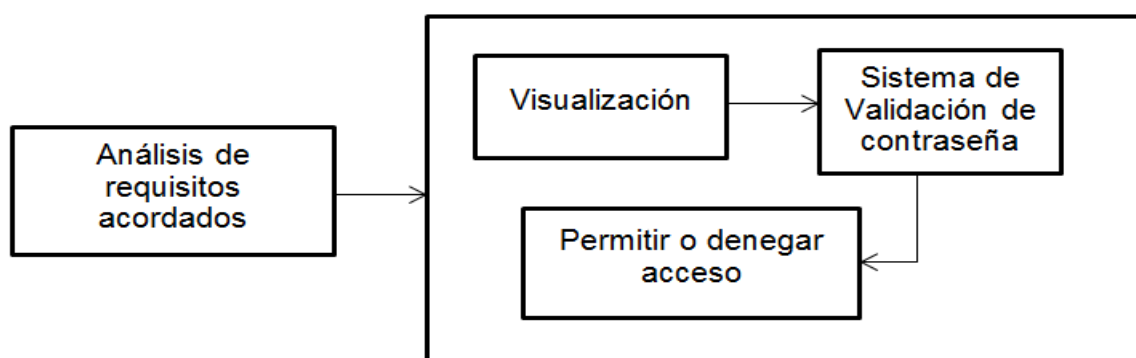 Análisis de
requisitos
acordados
Visualización
Sistema de
Validación de
contraseña
Permitir o denegar
acceso